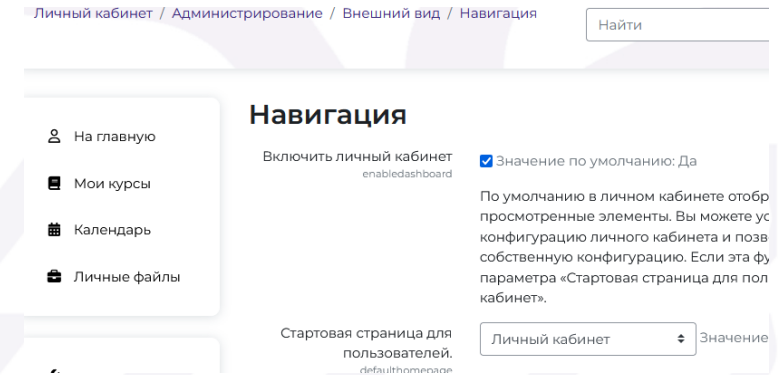 Личный кабинет / Администрирование / Внешний вид / Навигация
Найти
На главную
Мои курсы
Календарь
Личные файлы
Навигация
Включить личный кабинет
enabledashboard
Значение по умолчанию: Да
По умолчанию в личном кабинете отобр
просмотренные элементы. Вы можете ус
конфигурацию личного кабинета и позв
собственную конфигурацию. Если эта фу
параметра «Стартовая страница для пол
кабинет».
Стартовая страница для
пользователей.
defaulthomepage
Личный кабинет
Значение